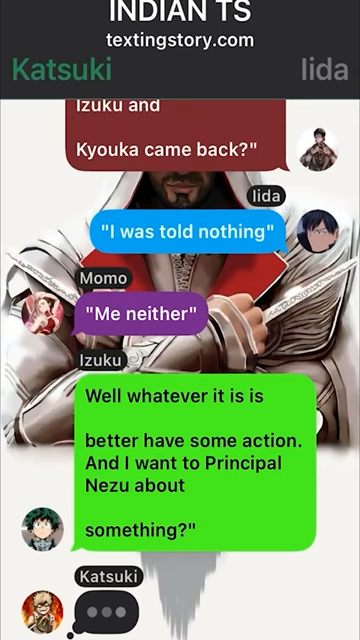 INDIAN TS
textingstory.com
Katsuki
Iida
Izuku and
Kyouka came back?"
Iida
"I was told nothing"
Momo
"Me neither"
Izuku
Well whatever it is is
better have some action.
And I want to Principal
Nezu about
something?"
Katsuki